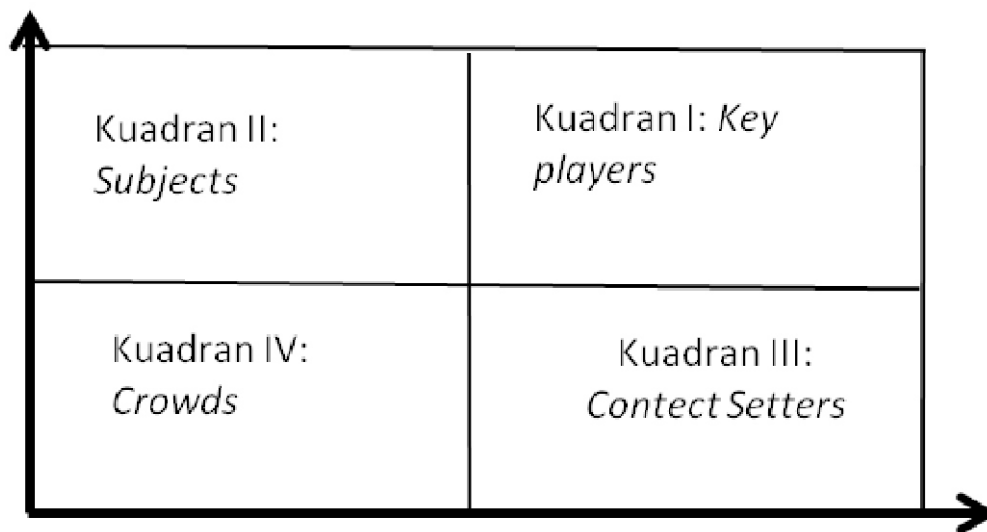 Kuadran II:
Subjects
Kuadran I: Key
players
Kuadran IV:
Crowds
Kuadran III:
Contect Setters